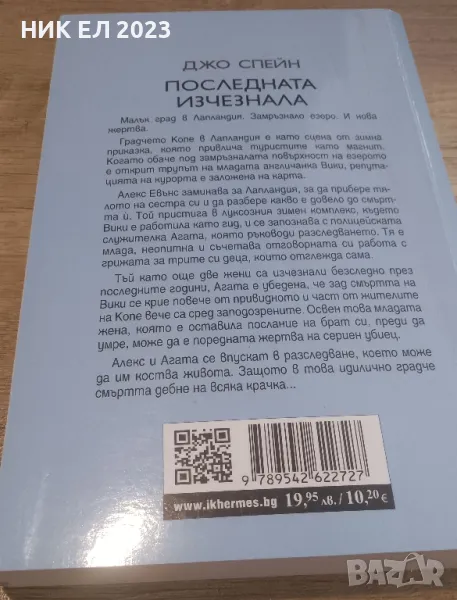 НИК ЕЛ 2023
ДЖО СПЕЙН
ПОСЛЕДНАТА
ИЗЧЕЗНАЛА
Малък град в Лапландия. Замръзнало езеро. И нова
жертва.
Градчето Копе в Лапландия е като сцена от зимна
приказка, която привлича туристите като магнит.
Когато обаче под замръзналата повърхност на езерото
е открит трупът на младата англичанка Вики, репута-
цията на курорта е заложена на карта.
Алекс Евънс заминава за Лапландия, за да прибере тя-
лото на сестра си и да разбере какво е довело до смърт-
та ѝ. Той пристига в луксозния зимен комплекс, където
Вики е работила като гид, и се запознава с полицейската
служителка Агата, която ръководи разследването. Тя е
млада, неопитна и съчетава отговорната си работа с
грижата за трите си деца, които отглежда сама.
Тъй като още две жени са изчезнали безследно през
последните години, Агата е убедена, че зад смъртта на
Вики се крие повече от привидното и част от жителите
на Копе вече са сред заподозрените. Освен това младата
жена, която е оставила послание на брат си, преди да
умре, може да е поредната жертва на сериен убиец.
Алекс и Агата се впускат в разследване, което може
да им коства живота. Защото в това идилично градче
смъртта дебне на всяка крачка...
9 789542 622727
www.ikhermes.bg 19,95 лв. / 10,20 €
BAZAR